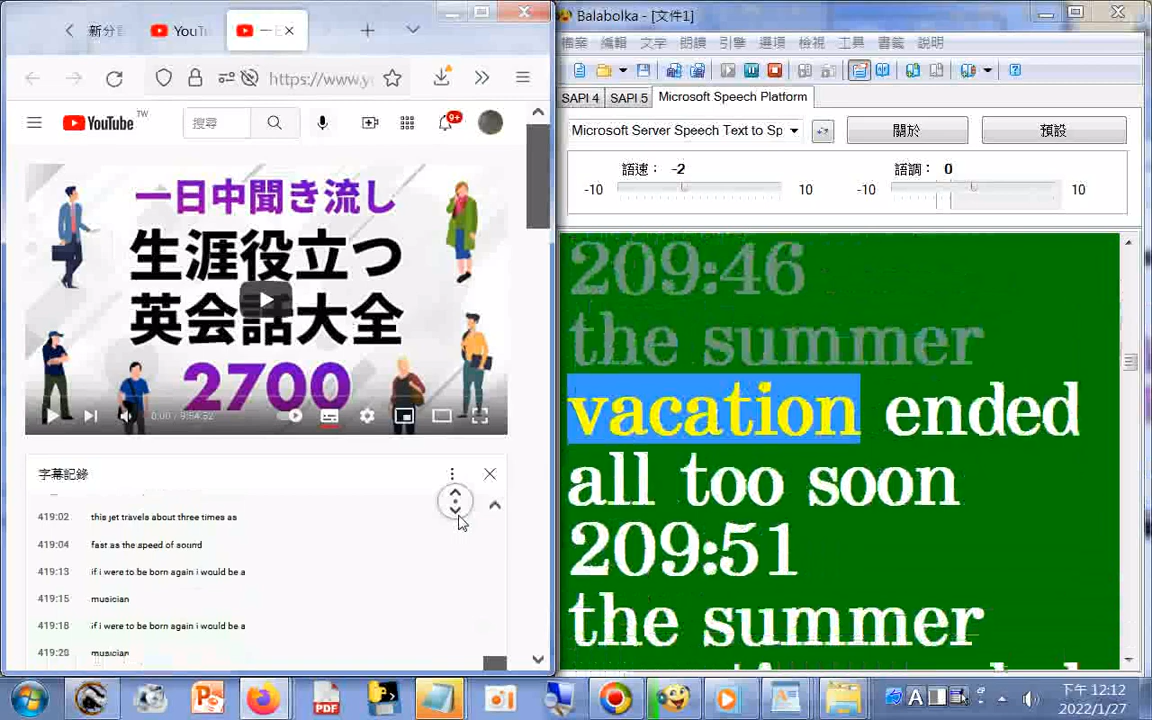 新分
YouTu
一日
https://www.y
YouTube TW
搜尋
9+
一日中聞き流し
生涯役立つ
英会話大全
2700
字幕記錄
419:02 this jet travels about three times as
419:04 fast as the speed of sound
419:13 if i were to be born again i would be a
419:15 musician
419:18 if i were to be born again i would be a
419:20 musician
Balabolka - [文件1]
檔案 編輯 文字 朗讀 引擎 選項 檢視 工具 書籤 說明
SAPI 4 SAPI 5 Microsoft Speech Platform
Microsoft Server Speech Text to Sp
關於
預設
語速： -2
語調： 0
-10 10 -10 10
209:46
the summer
vacation ended
all too soon
209:51
the summer
PDF
A
下午 12:12
2022/1/27